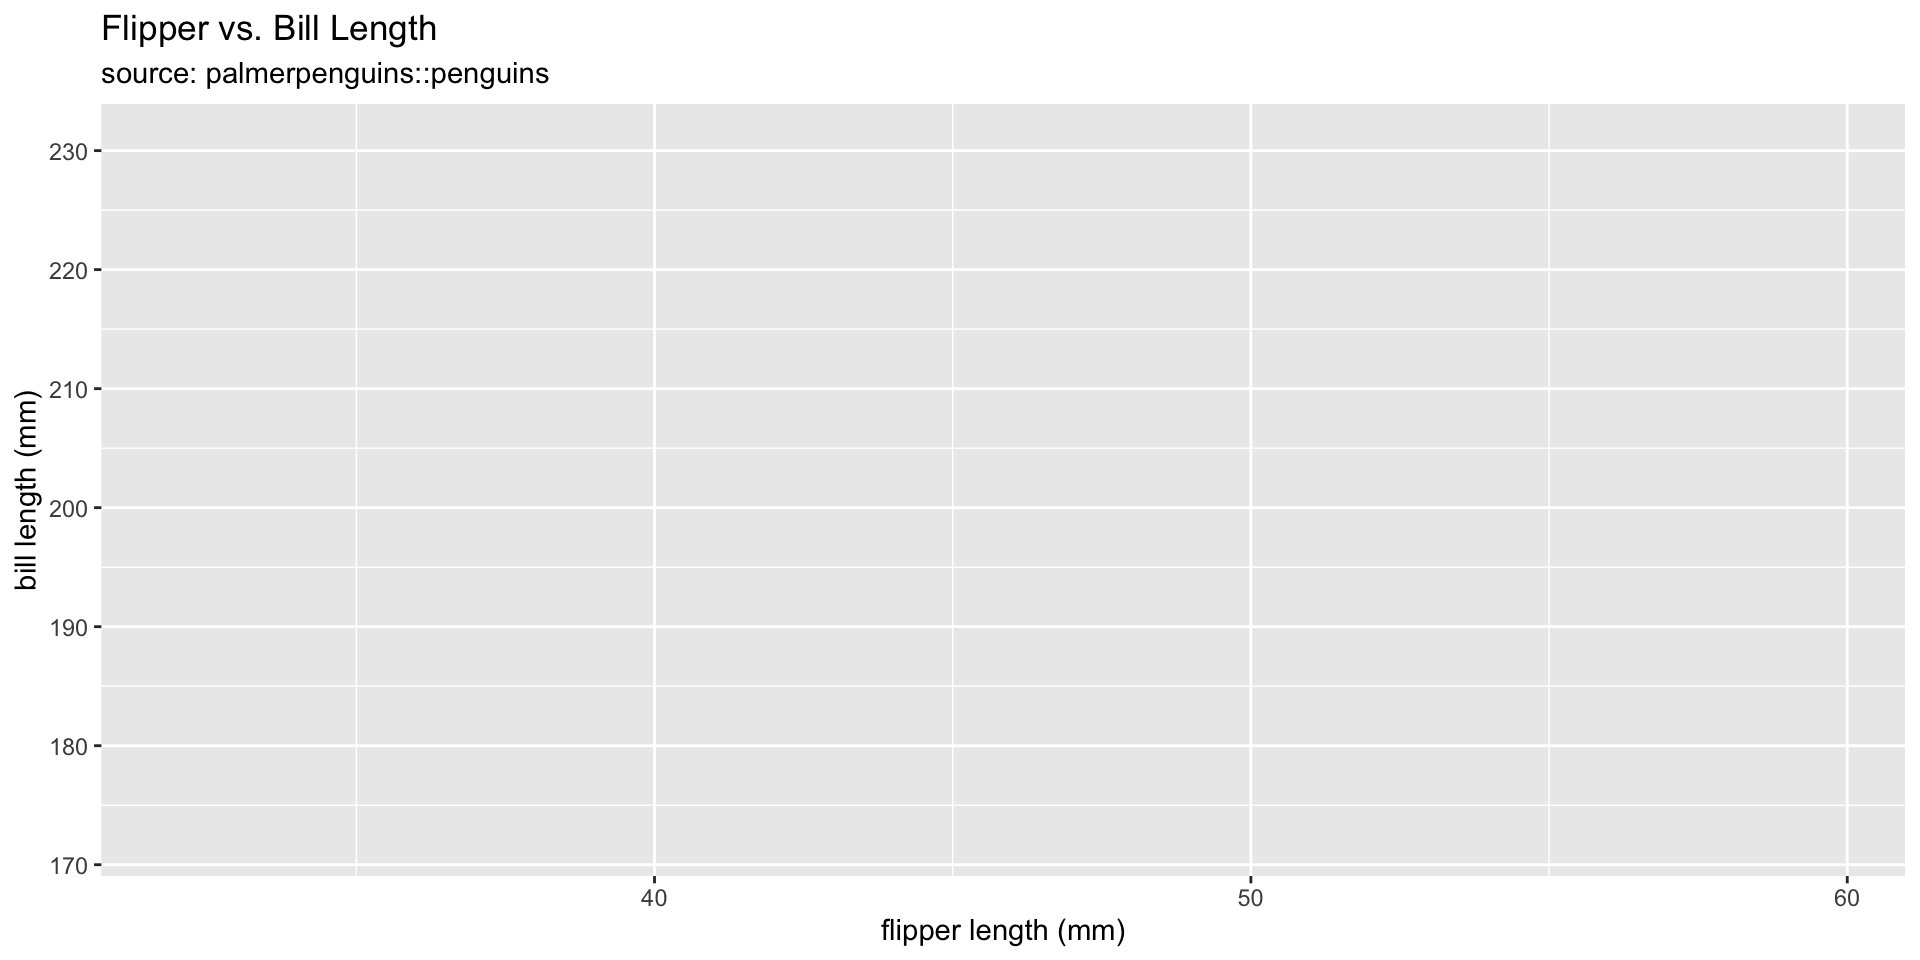 Flipper vs. Bill Length
source: palmerpenguins::penguins
230
220
210
200
190
180
170
bill length (mm)
40 50 60
flipper length (mm)